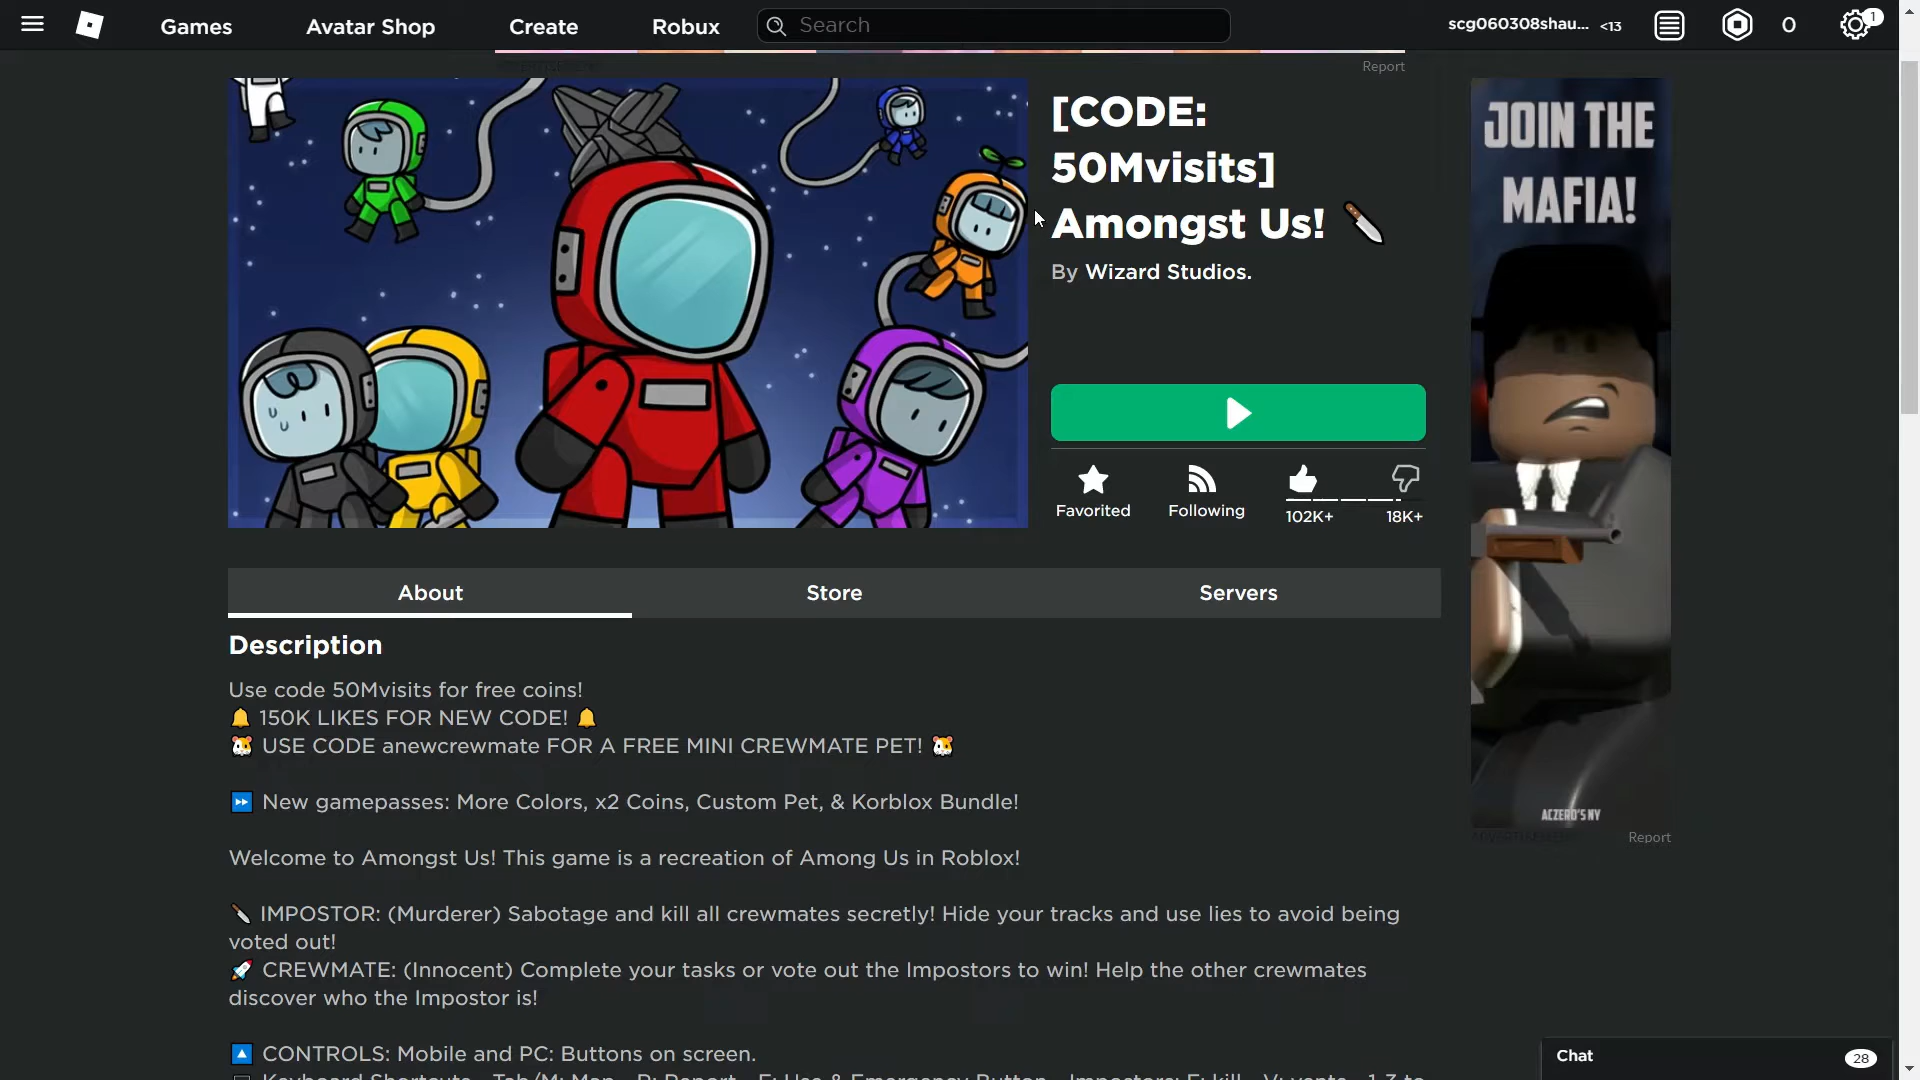 Games
Avatar Shop
Create
Robux
Search
scg060308shau... <13
0
1
Report
[CODE:
50Mvisits]
Amongst Us! 🔪
By Wizard Studios.
JOIN THE
MAFIA!
Favorited
Following
102K+
18K+
About
Store
Servers
Description
Use code 50Mvisits for free coins!
🔔 150K LIKES FOR NEW CODE! 🔔
🐹 USE CODE anewcrewmate FOR A FREE MINI CREWMATE PET! 🐹
⏩ New gamepasses: More Colors, x2 Coins, Custom Pet, & Korblox Bundle!
ACZERO'S NY
ADVERTISEMENT
Report
Welcome to Amongst Us! This game is a recreation of Among Us in Roblox!
🔪 IMPOSTOR: (Murderer) Sabotage and kill all crewmates secretly! Hide your tracks and use lies to avoid being
voted out!
🚀 CREWMATE: (Innocent) Complete your tasks or vote out the Impostors to win! Help the other crewmates
discover who the Impostor is!
🔼 CONTROLS: Mobile and PC: Buttons on screen.
Chat
28